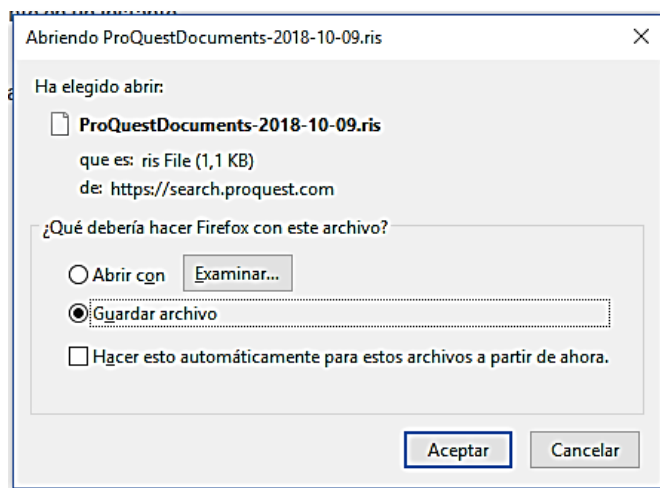 Abriendo ProQuestDocuments-2018-10-09.ris
Ha elegido abrir:
ProQuestDocuments-2018-10-09.ris
que es: ris File (1,1 KB)
de: https://search.proquest.com
¿Qué debería hacer Firefox con este archivo?
Abrir con Examinar...
Guardar archivo
Hacer esto automáticamente para estos archivos a partir de ahora.
Aceptar Cancelar